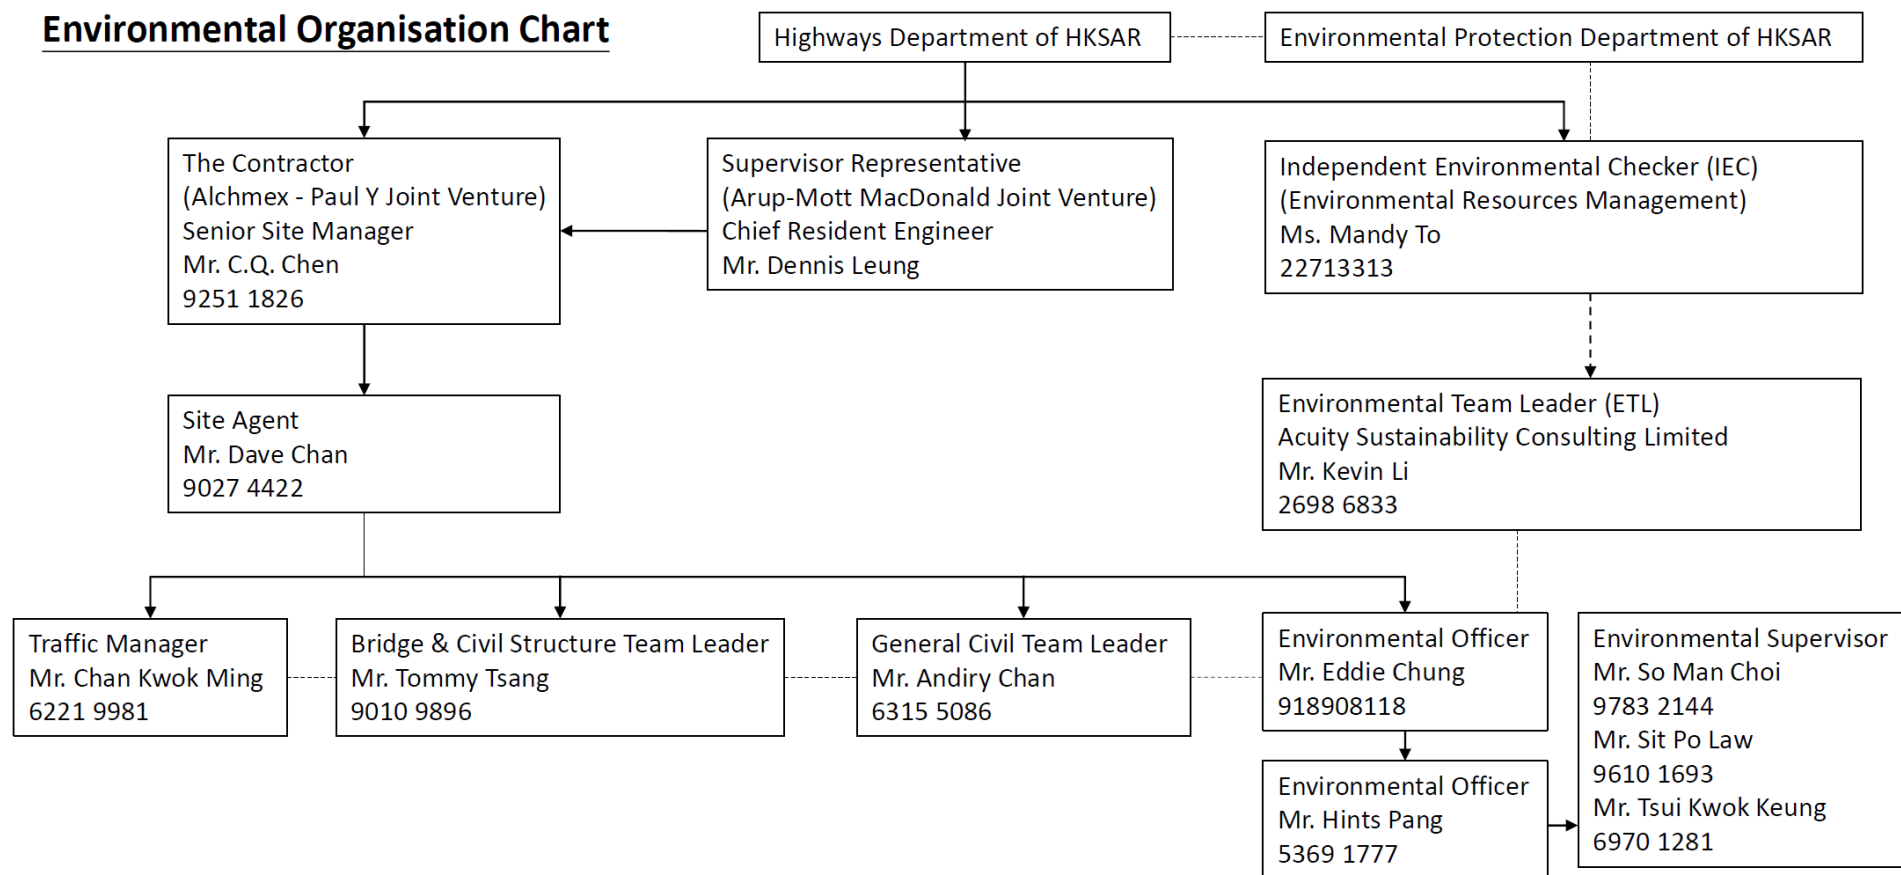 Environmental Organisation Chart
Highways Department of HKSAR
Environmental Protection Department of HKSAR
The Contractor
(Alchmex - Paul Y Joint Venture)
Senior Site Manager
Mr. C.Q. Chen
9251 1826
Supervisor Representative
(Arup-Mott MacDonald Joint Venture)
Chief Resident Engineer
Mr. Dennis Leung
Independent Environmental Checker (IEC)
(Environmental Resources Management)
Ms. Mandy To
22713313
Site Agent
Mr. Dave Chan
9027 4422
Environmental Team Leader (ETL)
Acuity Sustainability Consulting Limited
Mr. Kevin Li
2698 6833
Traffic Manager
Mr. Chan Kwok Ming
6221 9981
Bridge & Civil Structure Team Leader
Mr. Tommy Tsang
9010 9896
General Civil Team Leader
Mr. Andiry Chan
6315 5086
Environmental Officer
Mr. Eddie Chung
918908118
Environmental Officer
Mr. Hints Pang
5369 1777
Environmental Supervisor
Mr. So Man Choi
9783 2144
Mr. Sit Po Law
9610 1693
Mr. Tsui Kwok Keung
6970 1281